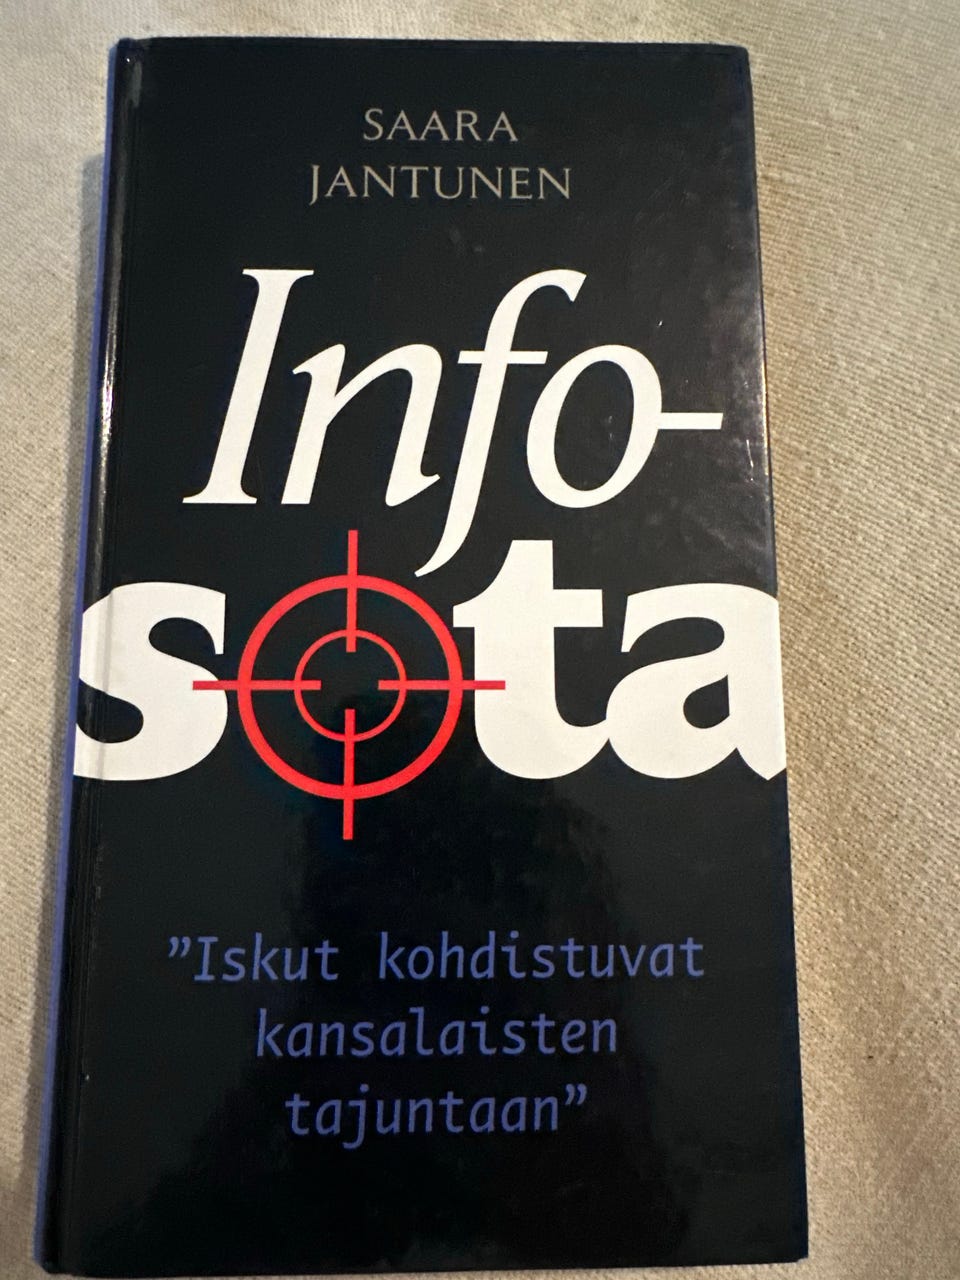 SAARA
JANTUNEN
Info-
sota
”Iskut kohdistuvat
kansalaisten
tajuntaan”